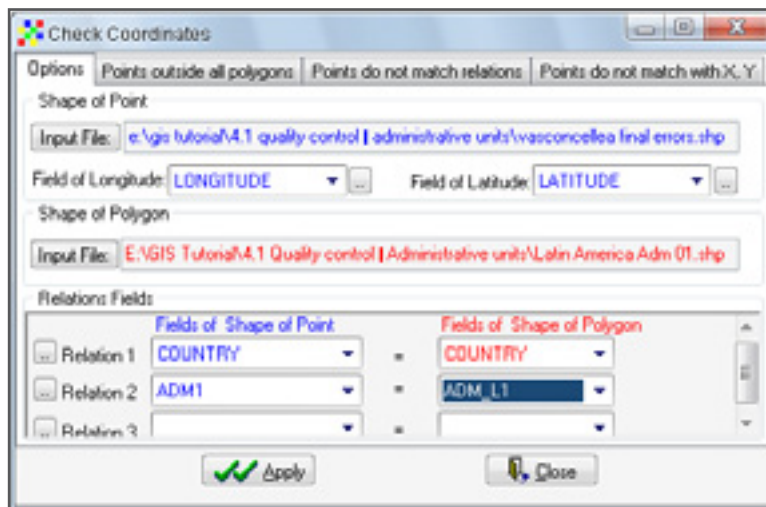 Check Coordinates
Options Points outside all polygons Points do not match relations Points do not match with X, Y
Shape of Point
Input File: e:\gis tutorial\4.1 quality control | administrative units\vasconcellea final errors.shp
Field of Longitude: LONGITUDE ... Field of Latitude: LATITUDE ...
Shape of Polygon
Input File: E:\GIS Tutorial\4.1 Quality control | Administrative units\Latin America Adm 01.shp
Relations Fields
Fields of Shape of Point Fields of Shape of Polygon
... Relation 1 COUNTRY = COUNTRY
... Relation 2 ADM1 = ADM_L1
... Relation 3 =
Apply Close